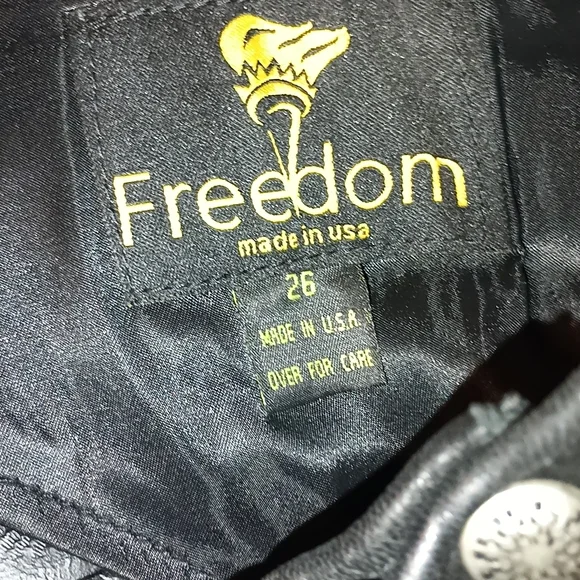 Freedom
made in usa
26
MADE IN U.S.A.
OVER FOR CARE